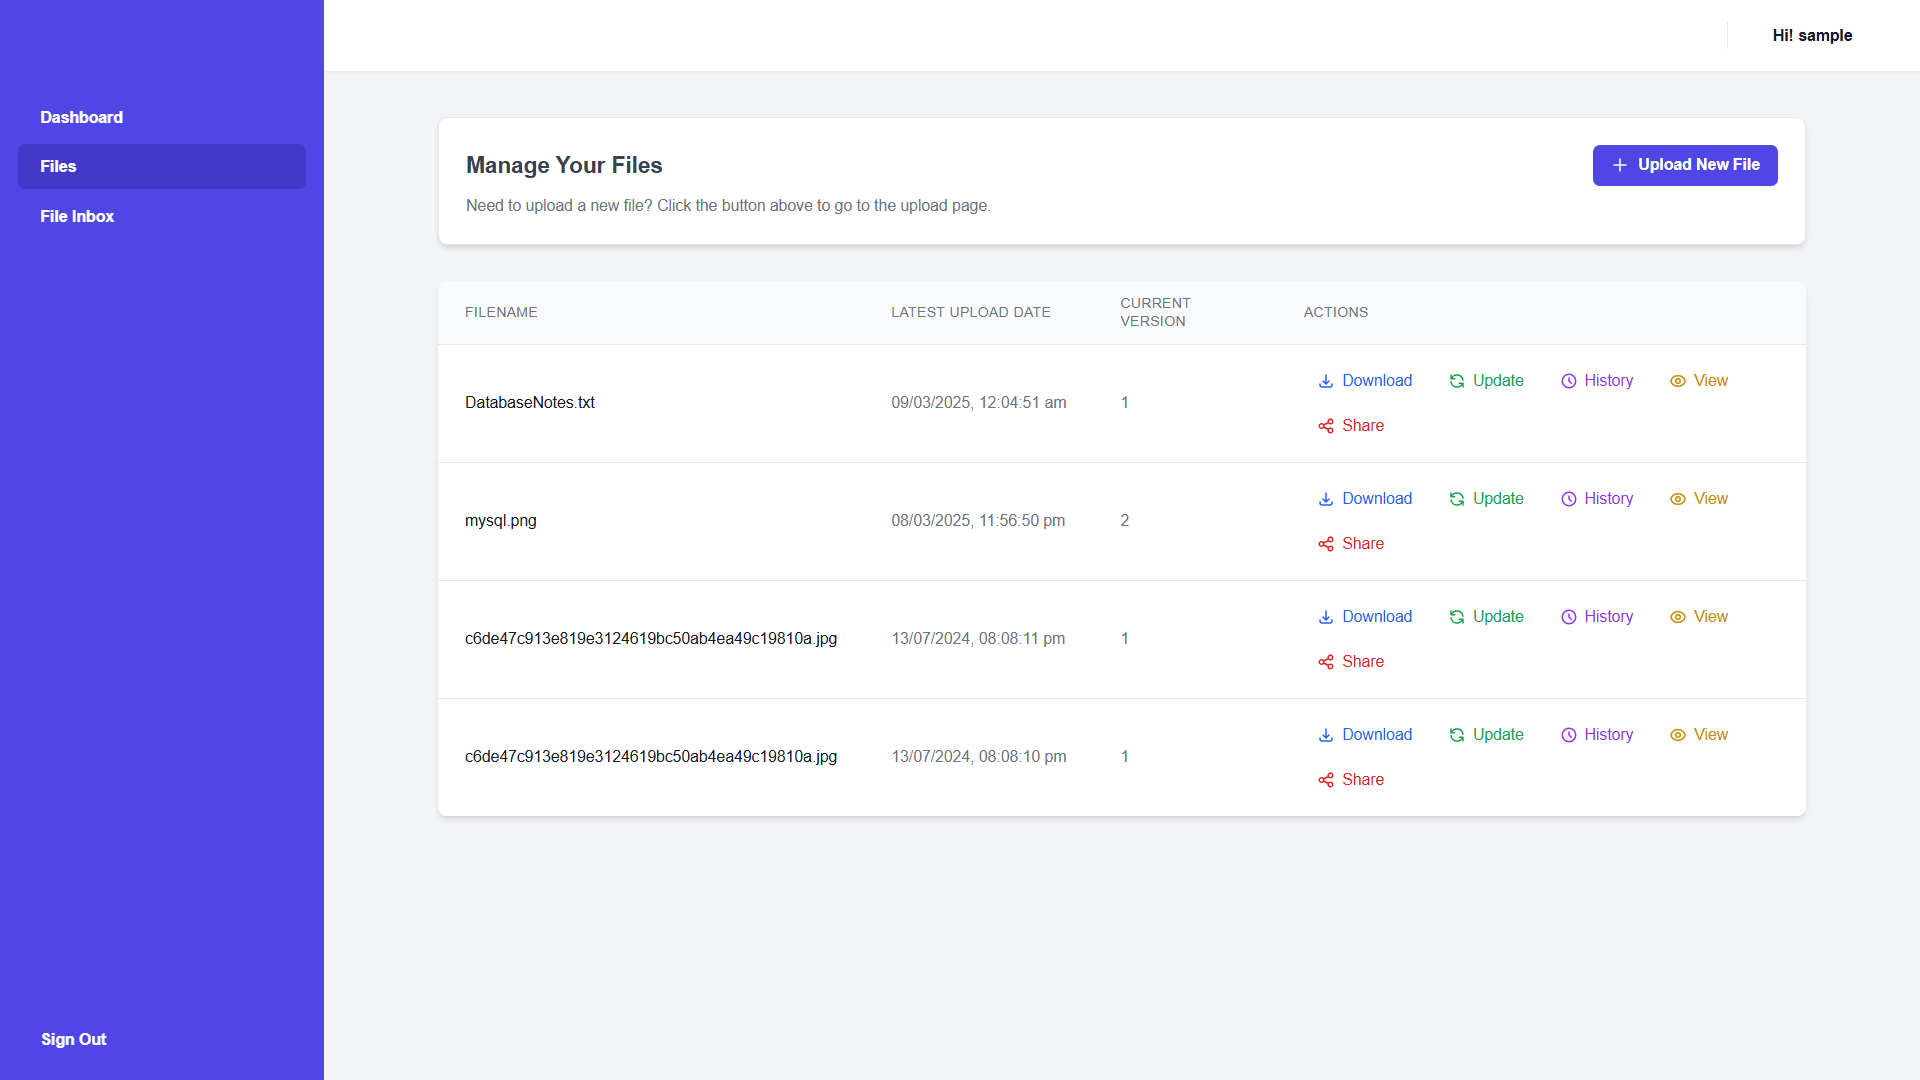 Hi! sample
Dashboard
Files
File Inbox
Sign Out
Manage Your Files
Upload New File
Need to upload a new file? Click the button above to go to the upload page.
FILENAME LATEST UPLOAD DATE CURRENT VERSION ACTIONS
DatabaseNotes.txt 09/03/2025, 12:04:51 am 1 Download Update History View
Share
mysql.png 08/03/2025, 11:56:50 pm 2 Download Update History View
Share
c6de47c913e819e3124619bc50ab4ea49c19810a.jpg 13/07/2024, 08:08:11 pm 1 Download Update History View
Share
c6de47c913e819e3124619bc50ab4ea49c19810a.jpg 13/07/2024, 08:08:10 pm 1 Download Update History View
Share